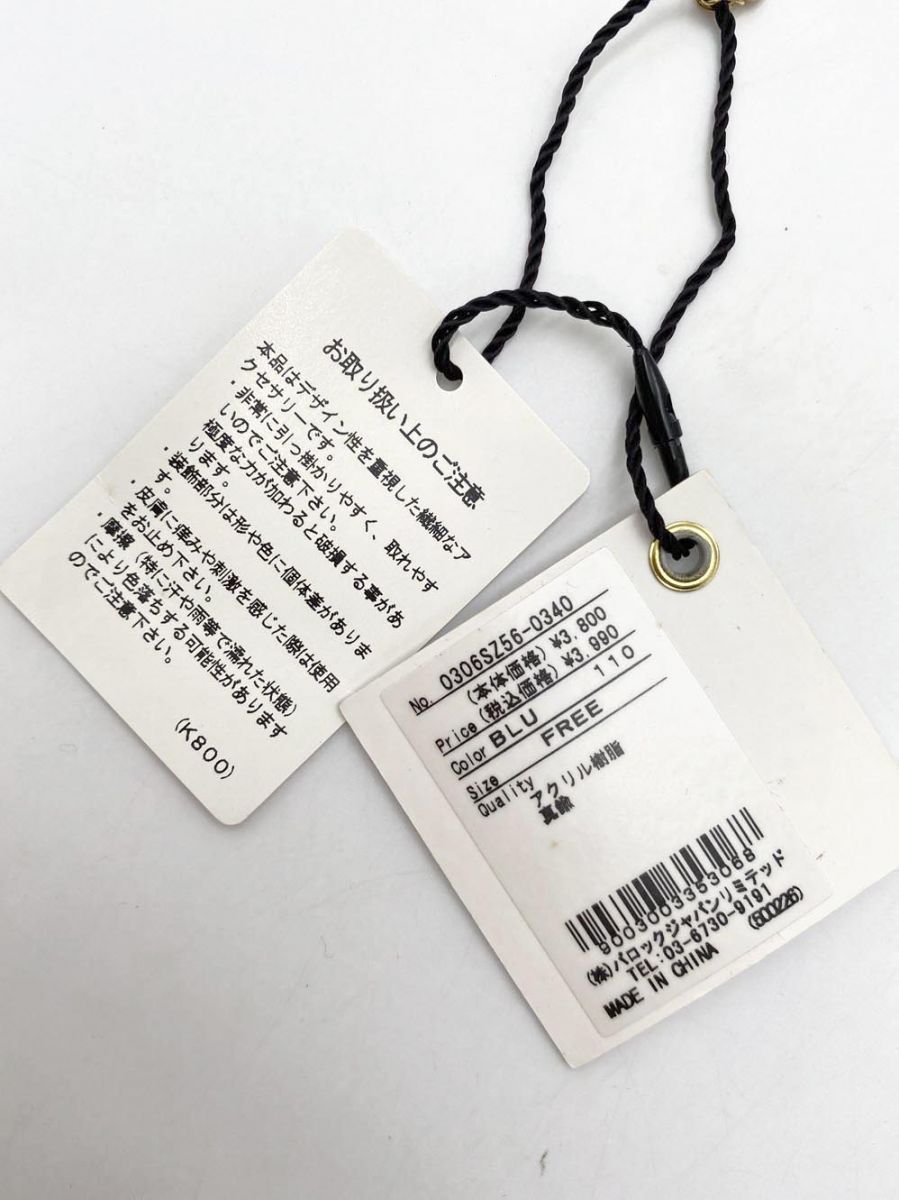 お取り扱い上のご注意
本品はデザイン性を重視した繊細なア
クセサリーです。
・非常に引っ掛かりやすく、取れやす
いのでご注意下さい。
極度な力が加わると破損する事があ
ります。
・装飾部分は形や色に個体差がありま
す。
・皮膚に痒みや刺激を感じた際は使用
をお止め下さい。
・摩擦（特に汗や雨等で濡れた状態）
により色落ちする可能性があります
のでご注意下さい。
(K800)
No. 0306SZ56-0340
(本体価格) ¥3,800
Price (税込価格) ¥3,990
Color BLU 110
Size FREE
Quality アクリル樹脂
真鍮
8003003353068
(株)バロックジャパンリミテッド
TEL:03-6730-9191
MADE IN CHINA (600226)